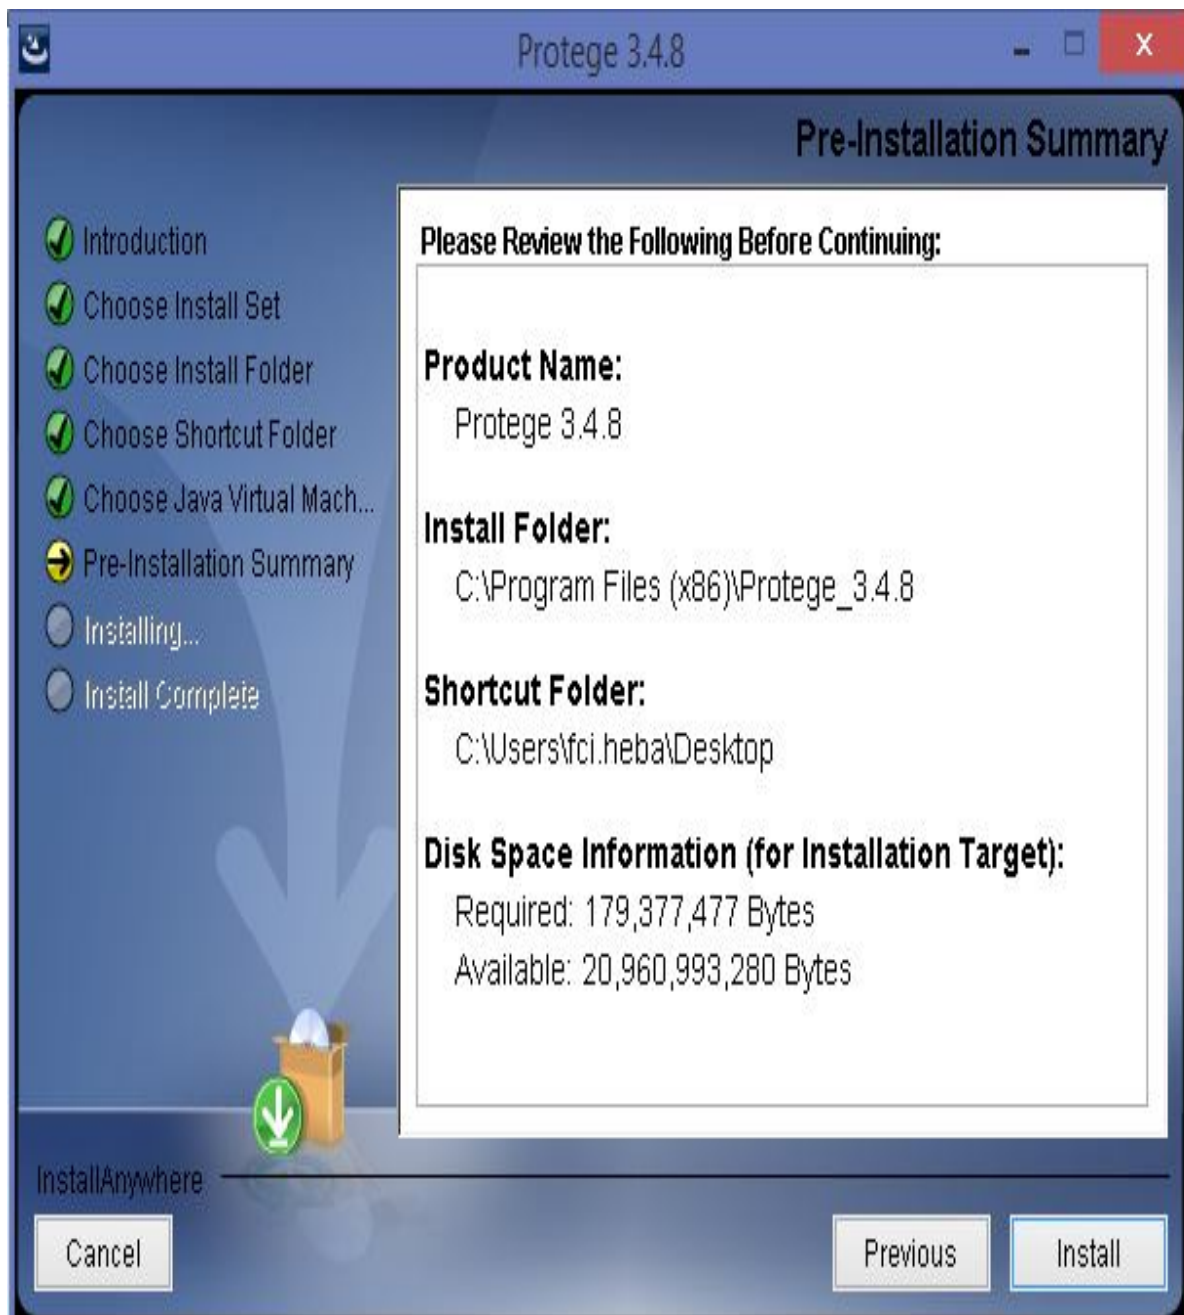 Protege 3.4.8
X
Pre-Installation Summary
Introduction
Choose Install Set
Choose Install Folder
Choose Shortcut Folder
Choose Java Virtual Mach...
Pre-Installation Summary
Installing...
Install Complete
Please Review the Following Before Continuing:
Product Name:
Protege 3.4.8
Install Folder:
C:\Program Files (x86)\Protege_3.4.8
Shortcut Folder:
C:\Users\fci.heba\Desktop
Disk Space Information (for Installation Target):
Required: 179,377,477 Bytes
Available: 20,960,993,280 Bytes
InstallAnywhere
Cancel
Previous
Install